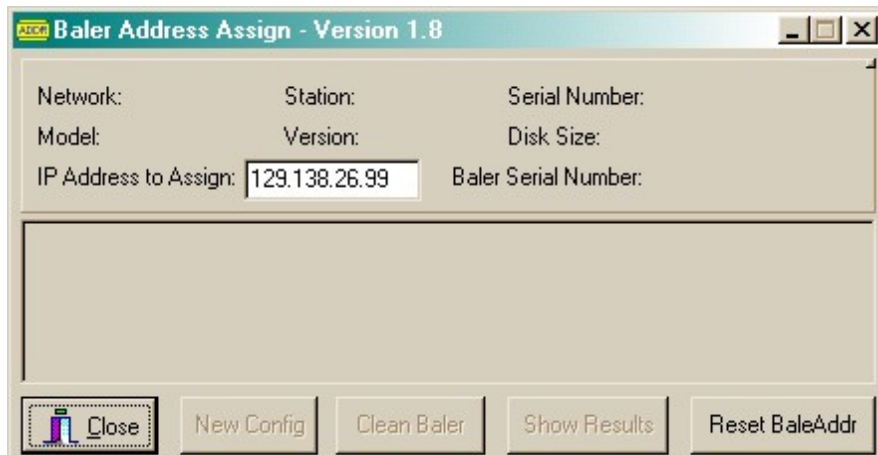 ADDR Baler Address Assign - Version 1.8
Network: Station: Serial Number:
Model: Version: Disk Size:
IP Address to Assign: 129.138.26.99 Baler Serial Number:
Close New Config Clean Baler Show Results Reset BaleAddr